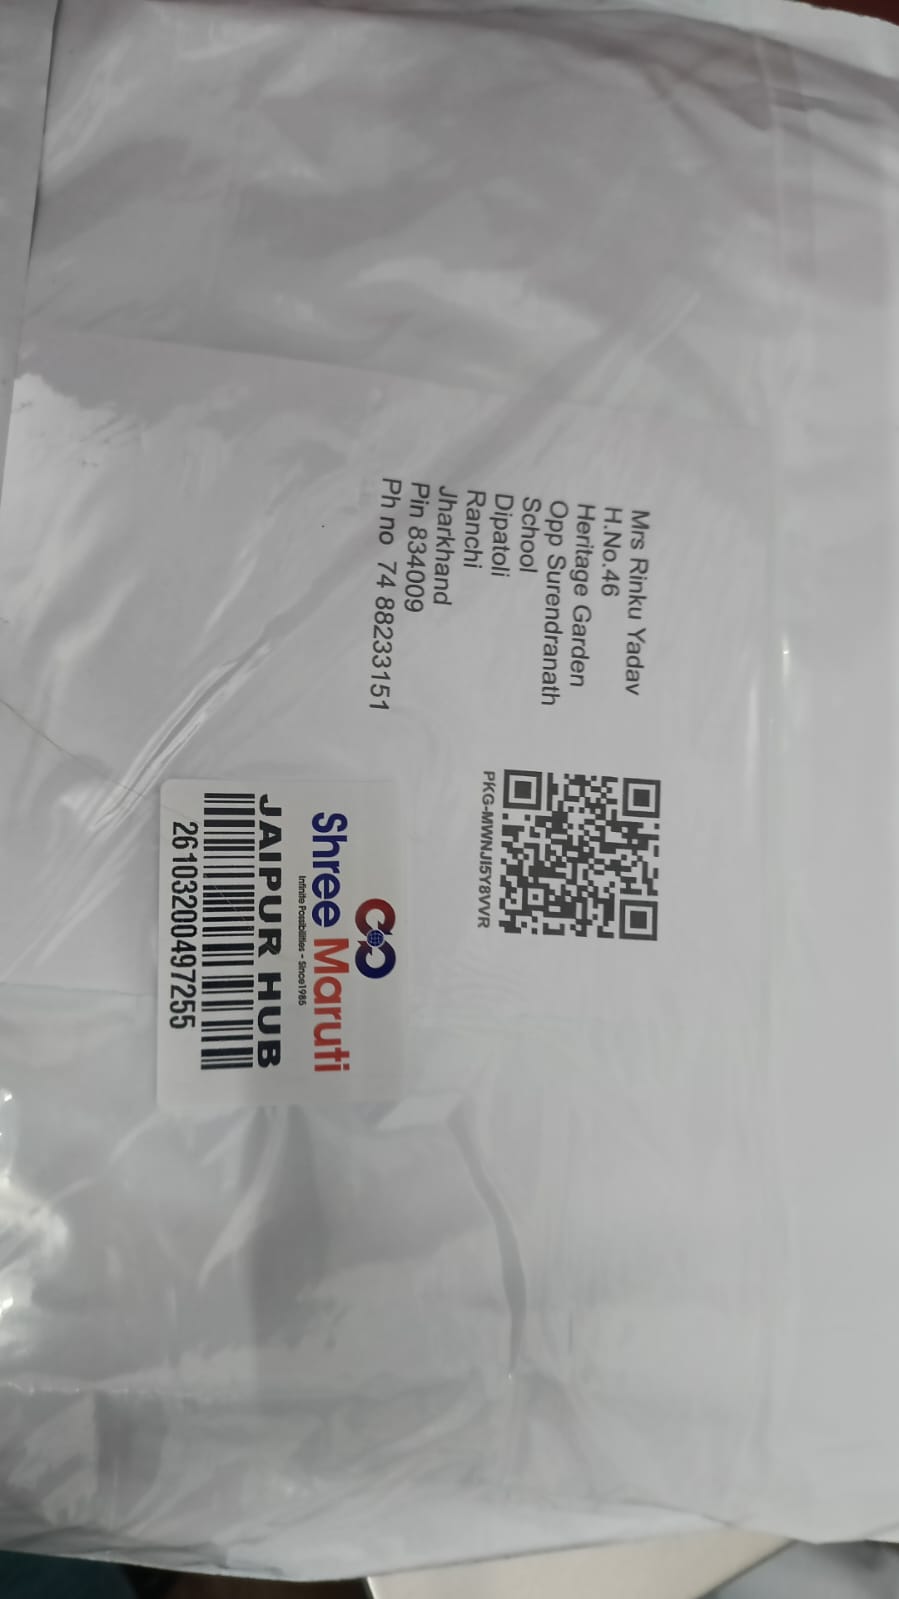 Mrs Rinku Yadav
H.No.46
Heritage Garden
Opp Surendranath
School
Dipatoli
Ranchi
Jharkhand
Pin 834009
Ph no 74 88233151
PKG-MWNJI5Y8VVR
Shree Maruti
Infinite Possibilities - Since1985
JAIPUR HUB
26103200497255